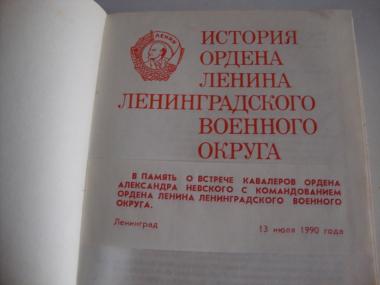 ЛЕНИН
ИСТОРИЯ
ОРДЕНА
ЛЕНИНА
ЛЕНИНГРАДСКОГО
ВОЕННОГО
ОКРУГА
В ПАМЯТЬ О ВСТРЕЧЕ КАВАЛЕРОВ ОРДЕНА
АЛЕКСАНДРА НЕВСКОГО С КОМАНДОВАНИЕМ
ОРДЕНА ЛЕНИНА ЛЕНИНГРАДСКОГО ВОЕННОГО
ОКРУГА.
Ленинград 13 июля 1990 года